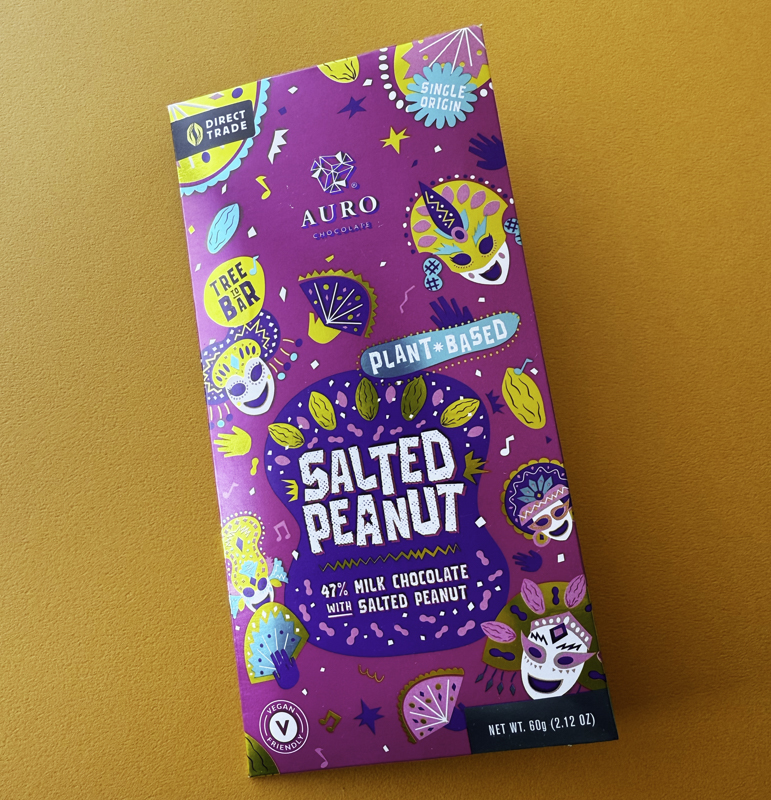 DIRECT
TRADE
SINGLE
ORIGIN
AURO
®
CHOCOLATE
TREE
TO
BAR
PLANT*BASED
SALTED
PEANUT
47% MILK CHOCOLATE
WITH SALTED PEANUT
VEGAN
V
FRIENDLY
NET WT. 60g (2.12 OZ)